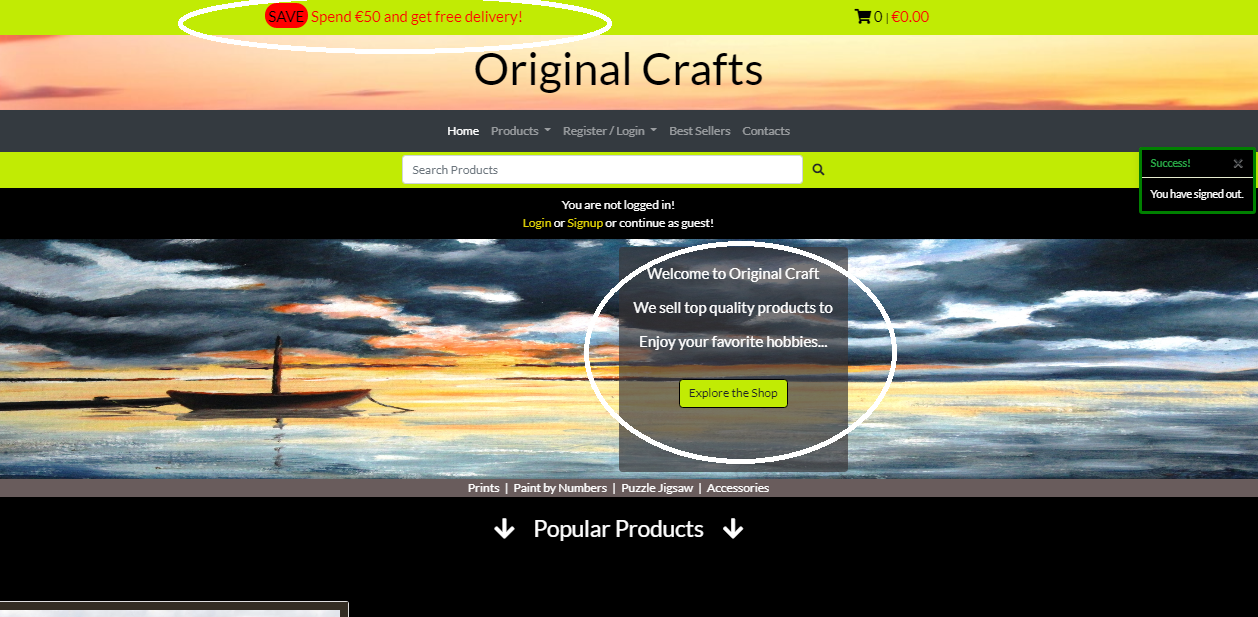 SAVE Spend €50 and get free delivery!
0 | €0.00
Original Crafts
Home Products Register / Login Best Sellers Contacts
Search Products
Success!
You have signed out.
You are not logged in!
Login or Signup or continue as guest!
Welcome to Original Craft
We sell top quality products to
Enjoy your favorite hobbies...
Explore the Shop
Prints | Paint by Numbers | Puzzle Jigsaw | Accessories
Popular Products